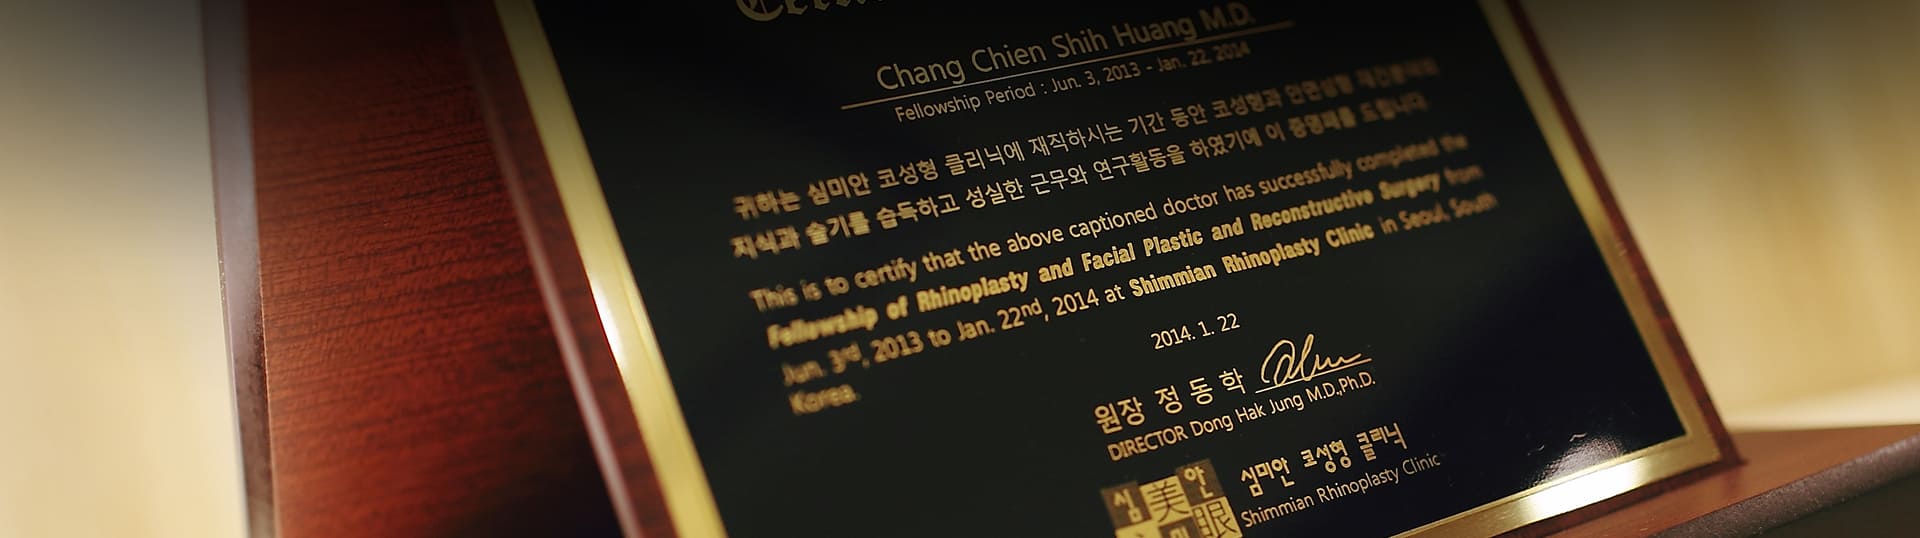 Chang Chien Shih Huang M.D.
Fellowship Period : Jun. 3, 2013 - Jan. 22, 2014
귀하는 심미안 코성형 클리닉에 재직하시는 기간 동안 코성형과 안면성형 재건분야의
지식과 술기를 습득하고 성실한 근무와 연구활동을 하였기에 이 증명패를 드립니다.
This is to certify that the above captioned doctor has successfully completed the
Fellowship of Rhinoplasty and Facial Plastic and Reconstructive Surgery from
Jun. 3rd, 2013 to Jan. 22nd, 2014 at Shimmian Rhinoplasty Clinic in Seoul, South
Korea.
2014. 1. 22
원장 정동학
DIRECTOR Dong Hak Jung M.D.,Ph.D.
심미안 코성형 클리닉
Shimmian Rhinoplasty Clinic
심 美 안
미 眼